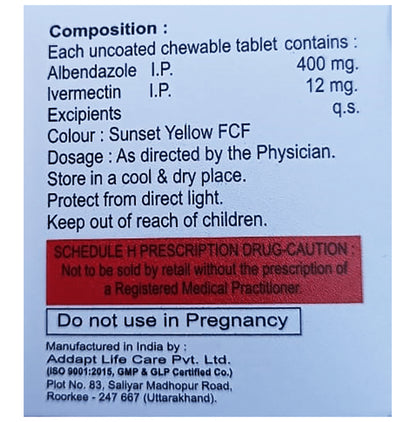 Composition :
Each uncoated chewable tablet contains :
Albendazole I.P. 400 mg.
Ivermectin I.P. 12 mg.
Excipients q.s.
Colour : Sunset Yellow FCF
Dosage : As directed by the Physician.
Store in a cool & dry place.
Protect from direct light.
Keep out of reach of children.
SCHEDULE H PRESCRIPTION DRUG-CAUTION :
Not to be sold by retail without the prescription of
a Registered Medical Practitioner.
Do not use in Pregnancy
Manufactured in India by :
Addapt Life Care Pvt. Ltd.
(ISO 9001:2015, GMP & GLP Certified Co.)
Plot No. 83, Saliyar Madhopur Road,
Roorkee - 247 667 (Uttarakhand).